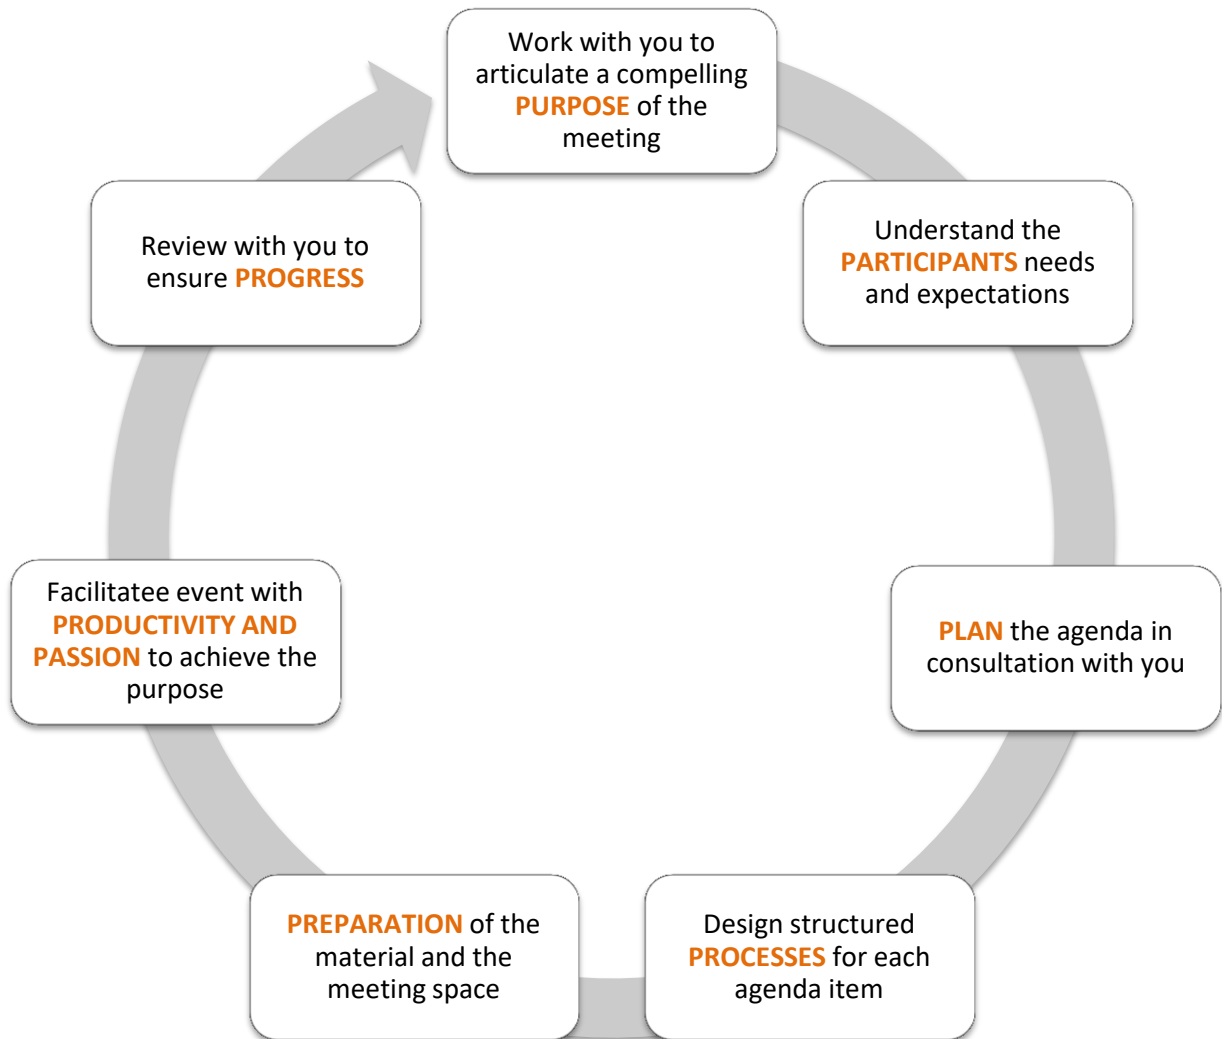 Work with you to
articulate a compelling
PURPOSE of the
meeting
Understand the
PARTICIPANTS needs
and expectations
PLAN the agenda in
consultation with you
Design structured
PROCESSES for each
agenda item
PREPARATION of the
material and the
meeting space
Facilitatee event with
PRODUCTIVITY AND
PASSION to achieve the
purpose
Review with you to
ensure PROGRESS